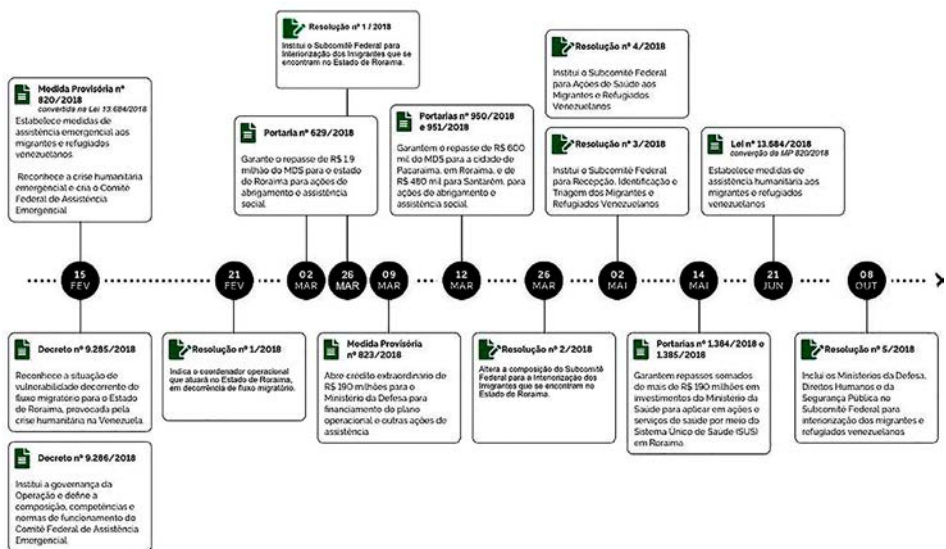 Resolução nº 1 / 2018
Institui o Subcomitê Federal para
Interiorização dos Imigrantes que se
encontram no Estado de Roraima.
Medida Provisória nº
820/2018
convertida na Lei 13.684/2018
Estabelece medidas de
assistência emergencial aos
migrantes e refugiados
venezuelanos.
Reconhece a crise humanitária
emergencial e cria o Comitê
Federal de Assistência
Emergencial
Portaria nº 629/2018
Garante o repasse de R$ 1,9
milhão do MDS para o estado
de Roraima para ações de
abrigamento e assistência
social.
Portarias nº 950/2018
e 951/2018
Garantem o repasse de R$ 600
mil do MDS para a cidade de
Pacaraima, em Roraima, e de
R$ 480 mil para Santarém, para
ações de abrigamento e
assistência social.
Resolução nº 4/2018
Institui o Subcomitê Federal
para Ações de Saúde aos
Migrantes e Refugiados
Venezuelanos
Resolução nº 3/2018
Institui o Subcomitê Federal
para Recepção, Identificação e
Triagem dos Migrantes e
Refugiados Venezuelanos
Lei nº 13.684/2018
conversão da MP 820/2018
Estabelece medidas de
assistência humanitária aos
migrantes e refugiados
venezuelanos
15
FEV
21
FEV
02
MAR
26
MAR
09
MAR
12
MAR
26
MAR
02
MAI
14
MAI
21
JUN
08
OUT
Decreto nº 9.285/2018
Reconhece a situação de
vulnerabilidade decorrente do
fluxo migratório para o Estado
de Roraima, provocada pela
crise humanitária na Venezuela.
Decreto nº 9.286/2018
Institui a governança da
Operação e define a
composição, competências e
normas de funcionamento do
Comitê Federal de Assistência
Emergencial
Resolução nº 1/2018
Indica o coordenador operacional
que atuará no Estado de Roraima,
em decorrência de fluxo migratório.
Medida Provisória
nº 823/2018
Abre crédito extraordinário de
R$ 190 milhões para o
Ministério da Defesa para
financiamento do plano
operacional e outras ações de
assistência
Resolução nº 2/2018
Altera a composição do Subcomitê
Federal para a Interiorização dos
Imigrantes que se encontram no
Estado de Roraima.
Portarias nº 1.384/2018 e
1.385/2018
Garantem repasses somados
de mais de R$ 190 milhões em
investimentos do Ministério da
Saúde para aplicar em ações e
serviços de saúde por meio do
Sistema Único de Saúde (SUS)
em Roraima
Resolução nº 5/2018
Inclui os Ministérios da Defesa,
Direitos Humanos e da
Segurança Pública no
Subcomitê Federal para
interiorização dos migrantes e
refugiados venezuelanos